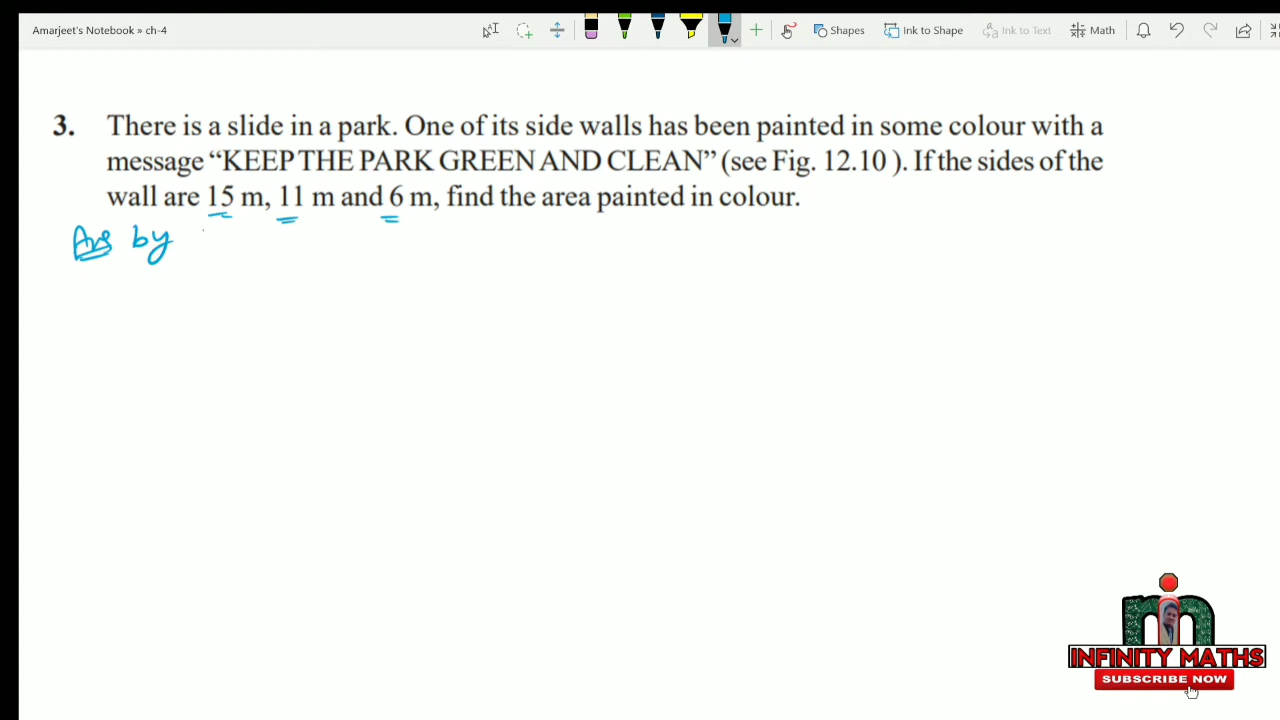 Amarjeet's Notebook » ch-4
Shapes
Ink to Shape
Ink to Text
Math
3. There is a slide in a park. One of its side walls has been painted in some colour with a
message “KEEP THE PARK GREEN AND CLEAN” (see Fig. 12.10 ). If the sides of the
wall are 15 m, 11 m and 6 m, find the area painted in colour.
Ans by
INFINITY MATHS
SUBSCRIBE NOW